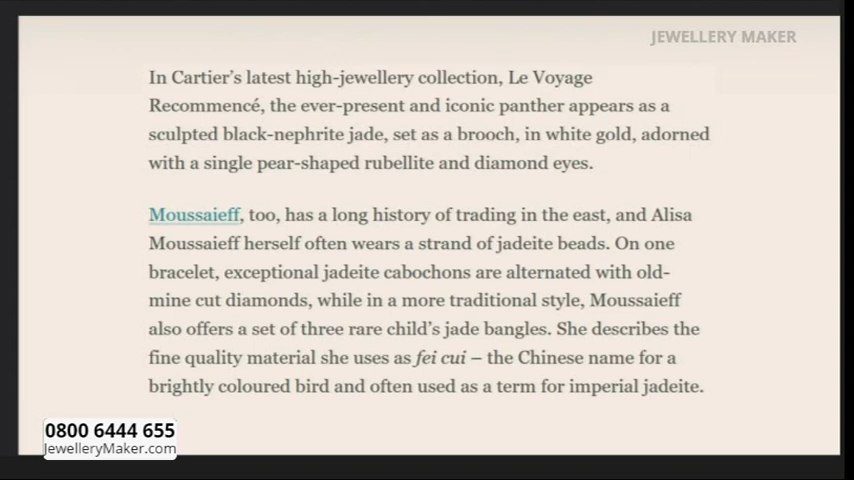 JEWELLERY MAKER
In Cartier's latest high-jewellery collection, Le Voyage
Recommencé, the ever-present and iconic panther appears as a
sculpted black-nephrite jade, set as a brooch, in white gold, adorned
with a single pear-shaped rubellite and diamond eyes.
Moussaieff, too, has a long history of trading in the east, and Alisa
Moussaieff herself often wears a strand of jadeite beads. On one
bracelet, exceptional jadeite cabochons are alternated with old-
mine cut diamonds, while in a more traditional style, Moussaieff
also offers a set of three rare child's jade bangles. She describes the
fine quality material she uses as fei cui – the Chinese name for a
brightly coloured bird and often used as a term for imperial jadeite.
0800 6444 655
JewelleryMaker.com